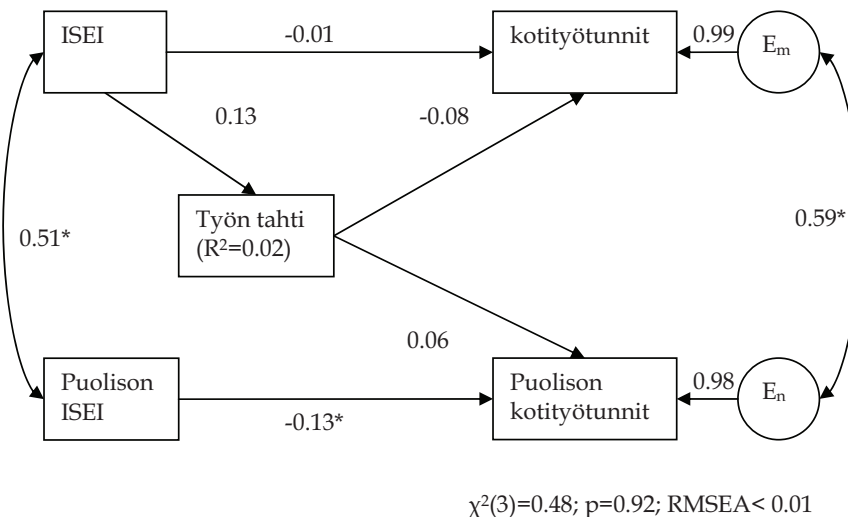 ISEI
-0.01
kotityötunnit
0.99
Em
0.13
-0.08
Työn tahti
(R²=0.02)
0.51*
0.59*
0.06
Puolison
ISEI
-0.13*
Puolison
kotityötunnit
0.98
En
χ²(3)=0.48; p=0.92; RMSEA< 0.01